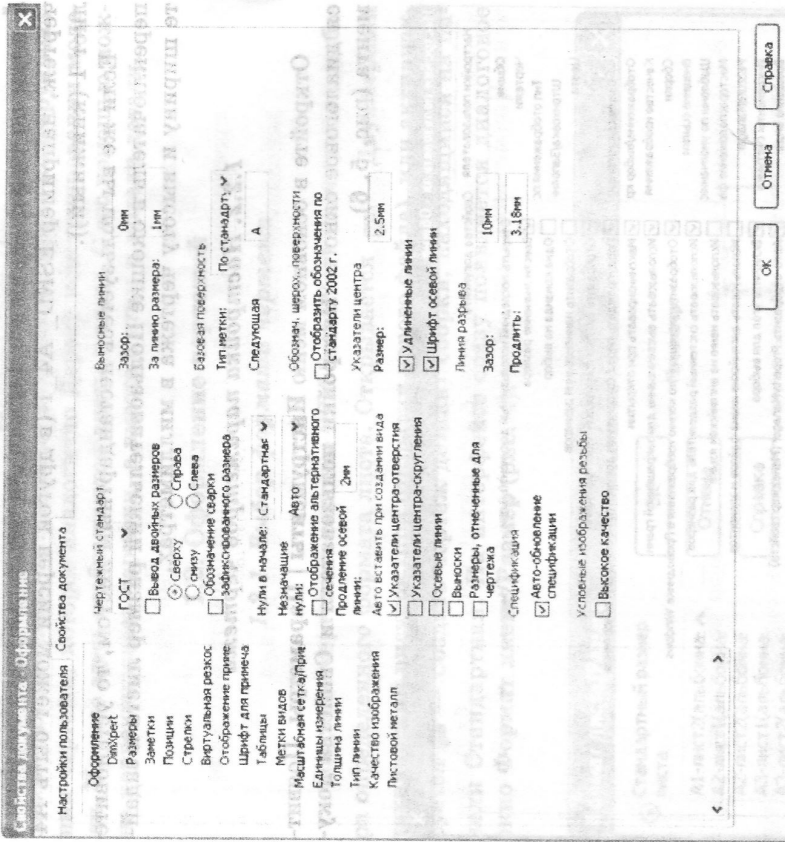 Свойства документа - Оформление
Настройки пользователя
Свойства документа
Оформление
DimXpert
Размеры
Заметки
Позиции
Стрелки
Виртуальная резкос
Отображение приме
Шрифт для примеча
Таблицы
Метки видов
Масштабная сетка/Прив
Единицы измерения
Толщина линии
Тип линии
Качество изображения
Листовой металл
Чертежный стандарт
ГОСТ
Вывод двойных размеров
Сверху
Справа
снизу
Слева
Обозначение сварки
зафиксированного размера
Нули в начале:
Стандартная
Незначащие
нули:
Авто
Отображение альтернативного
сечения
Продление осевой
линии:
2мм
Авто вставить при создании вида
Указатели центра-отверстия
Указатели центра-округления
Осевые линии
Выноски
Размеры, отмеченные для
чертежа
Спецификация
Авто-обновление
спецификации
Условные изображения резьбы
Высокое качество
Выносные линии
Зазор:
0мм
За линию размера:
1мм
Базовая поверхность
Тип метки:
По стандарту
Следующая
A
Обознач. шерох. поверхности
Отобразить обозначения по
стандарту 2002 г.
Указатели центра
Размер:
2.5мм
Удлиненные линии
Шрифт осевой линии
Линия разрыва
Зазор:
10мм
Продлить:
3.18мм
OK
Отмена
Справка